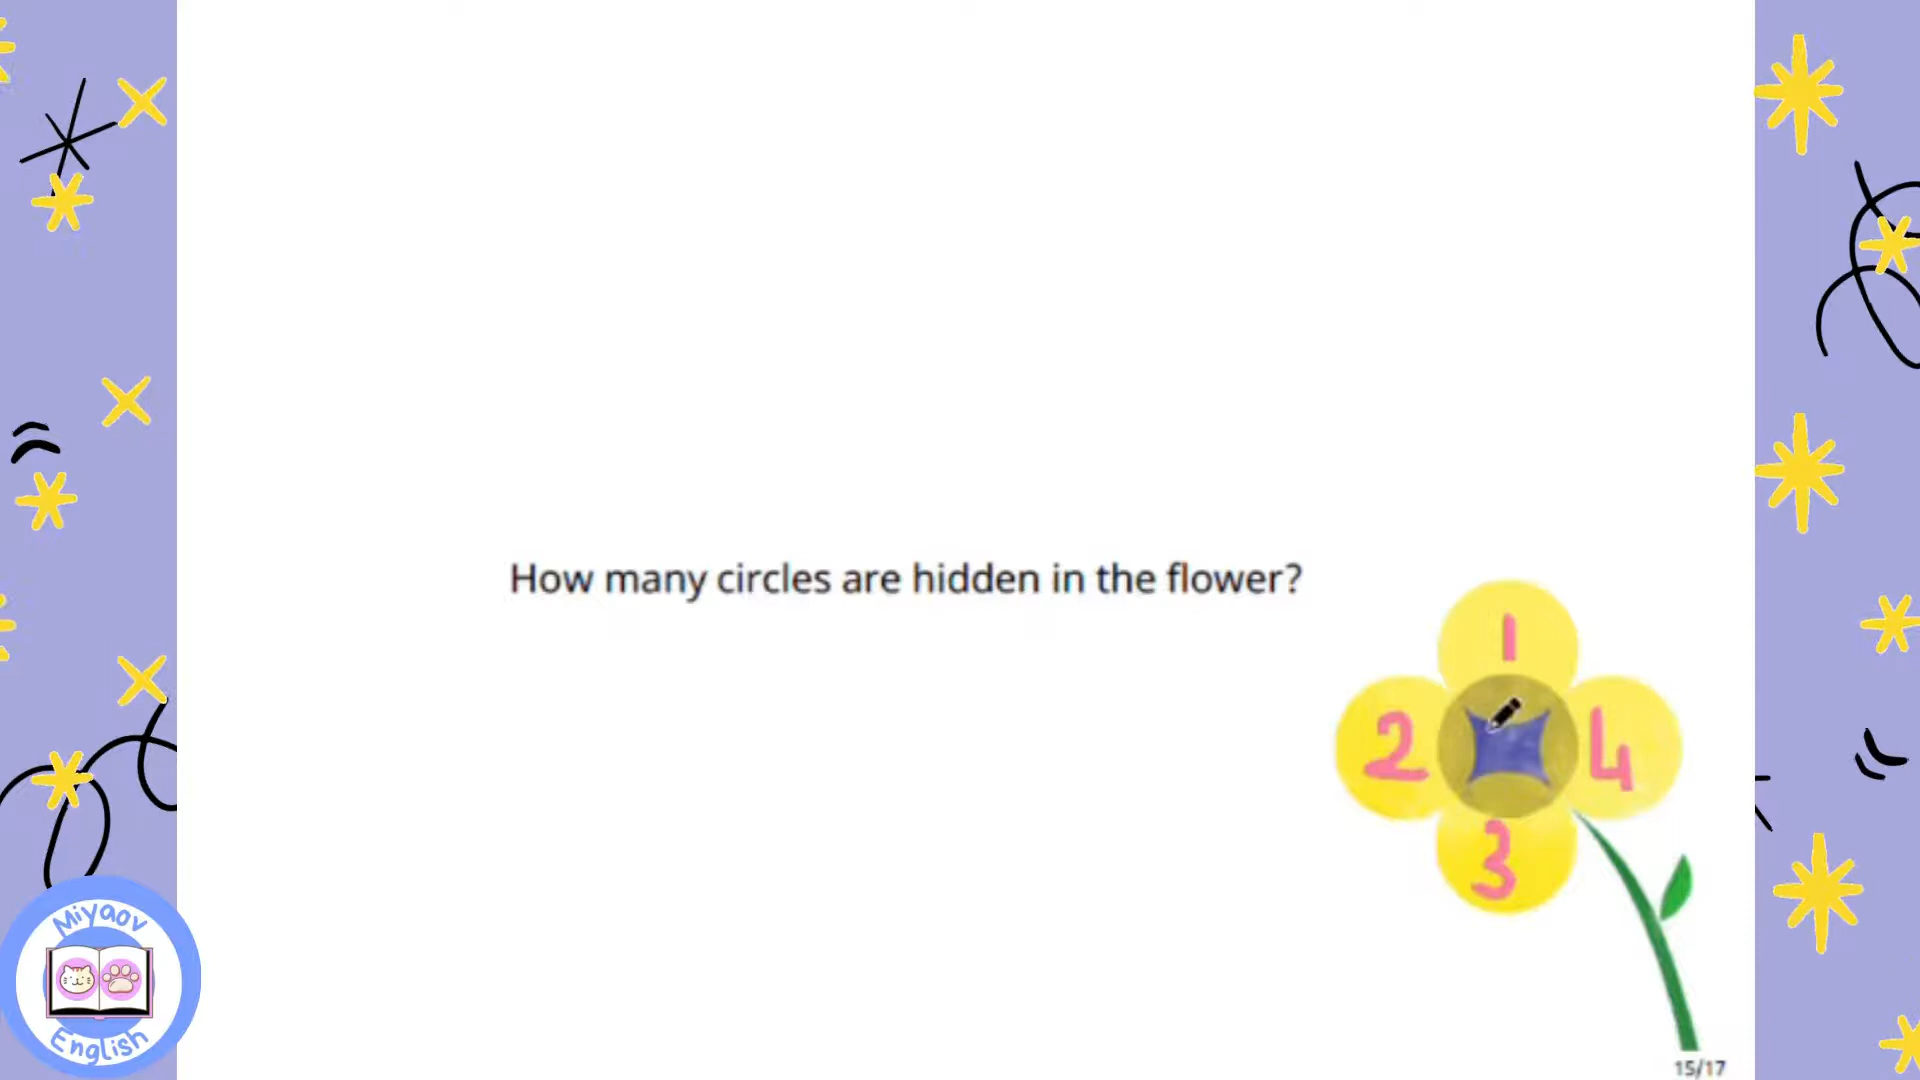 How many circles are hidden in the flower?
1
2
4
3
Miyaov
English
15/17